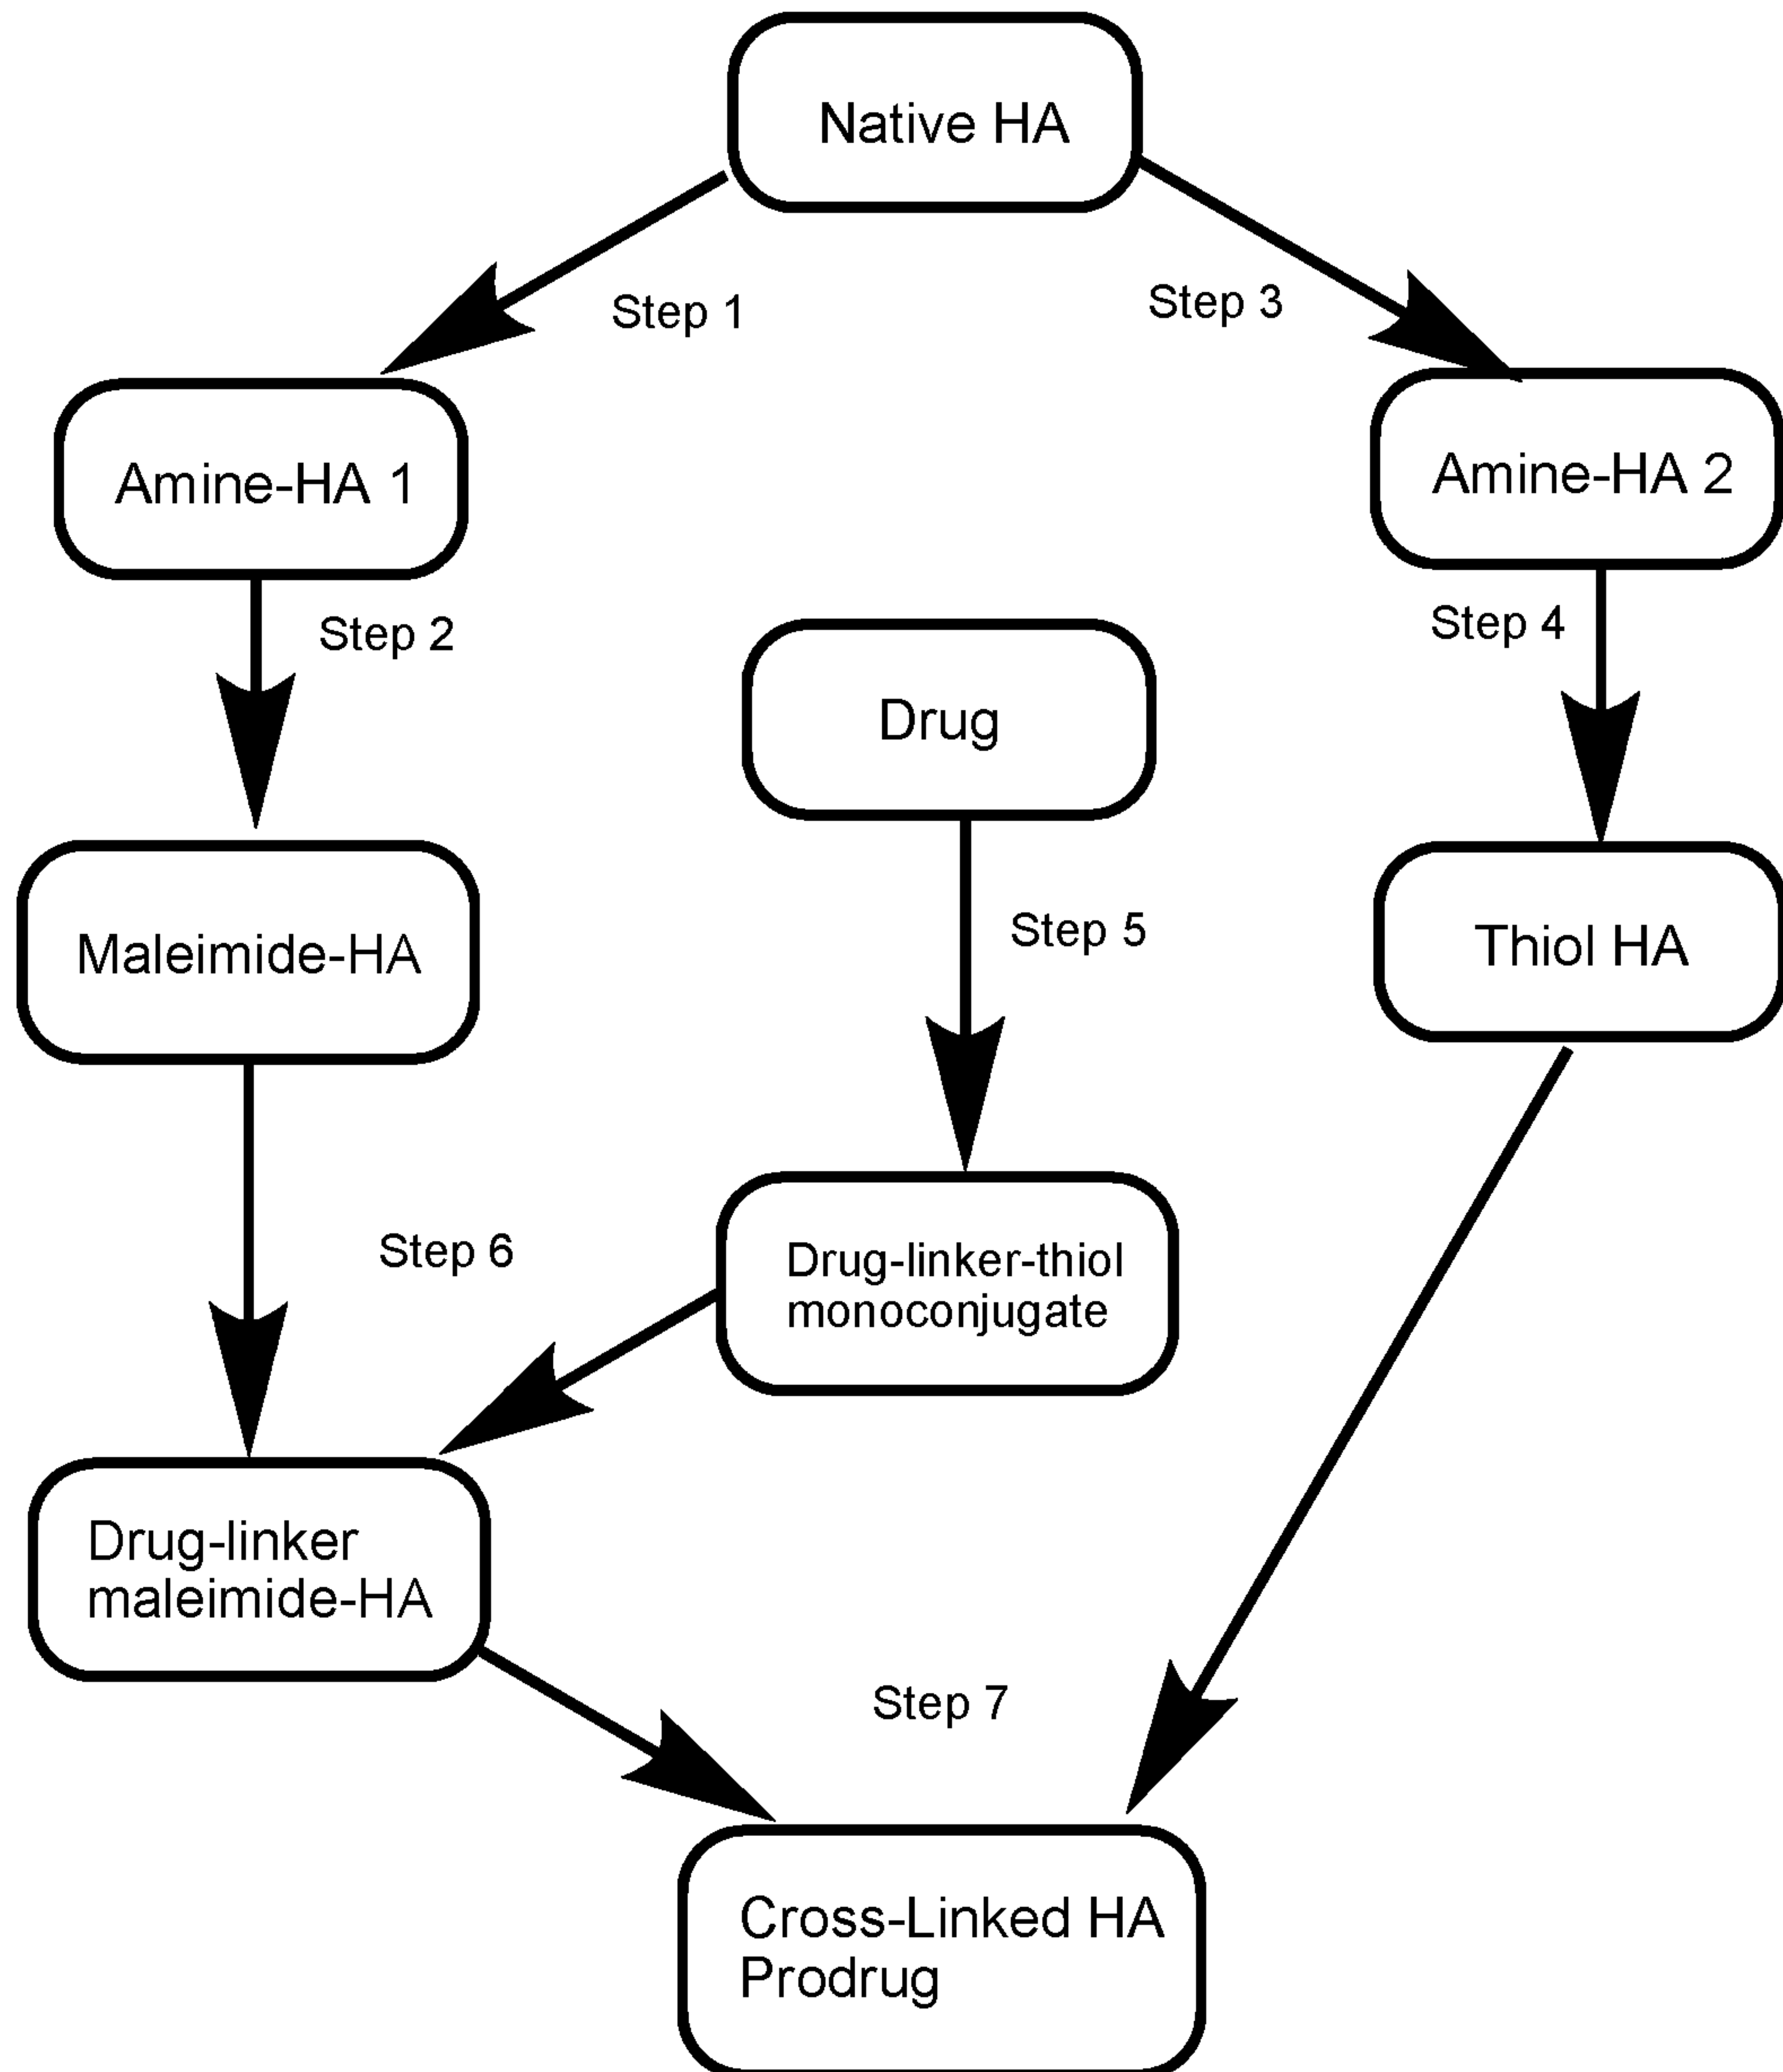 Native HA
Step 1
Step 3
Amine-HA 1
Amine-HA 2
Step 2
Step 4
Drug
Maleimide-HA
Step 5
Thiol HA
Step 6
Drug-linker-thiol
monoconjugate
Drug-linker
maleimide-HA
Step 7
Cross-Linked HA
Prodrug